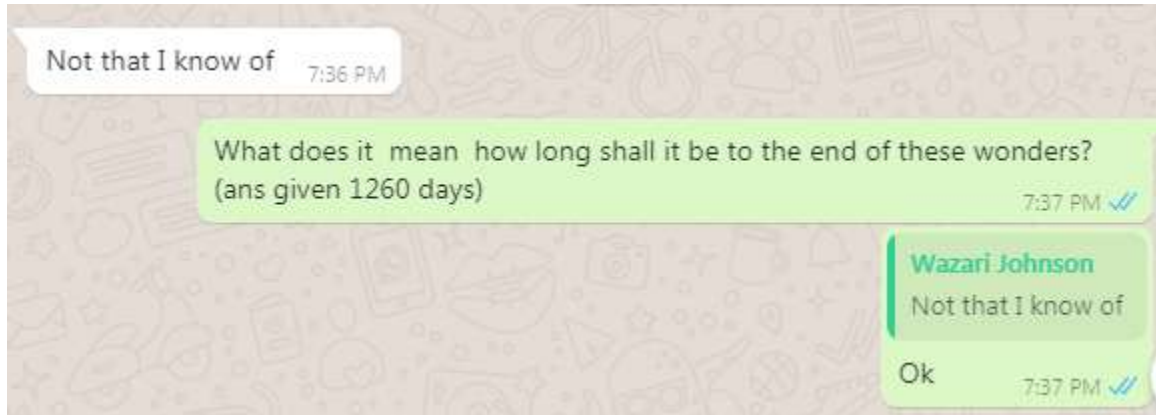 Not that I know of 7:36 PM
What does it  mean  how long shall it be to the end of these wonders?
(ans given 1260 days) 7:37 PM
Wazari Johnson
Not that I know of
Ok 7:37 PM